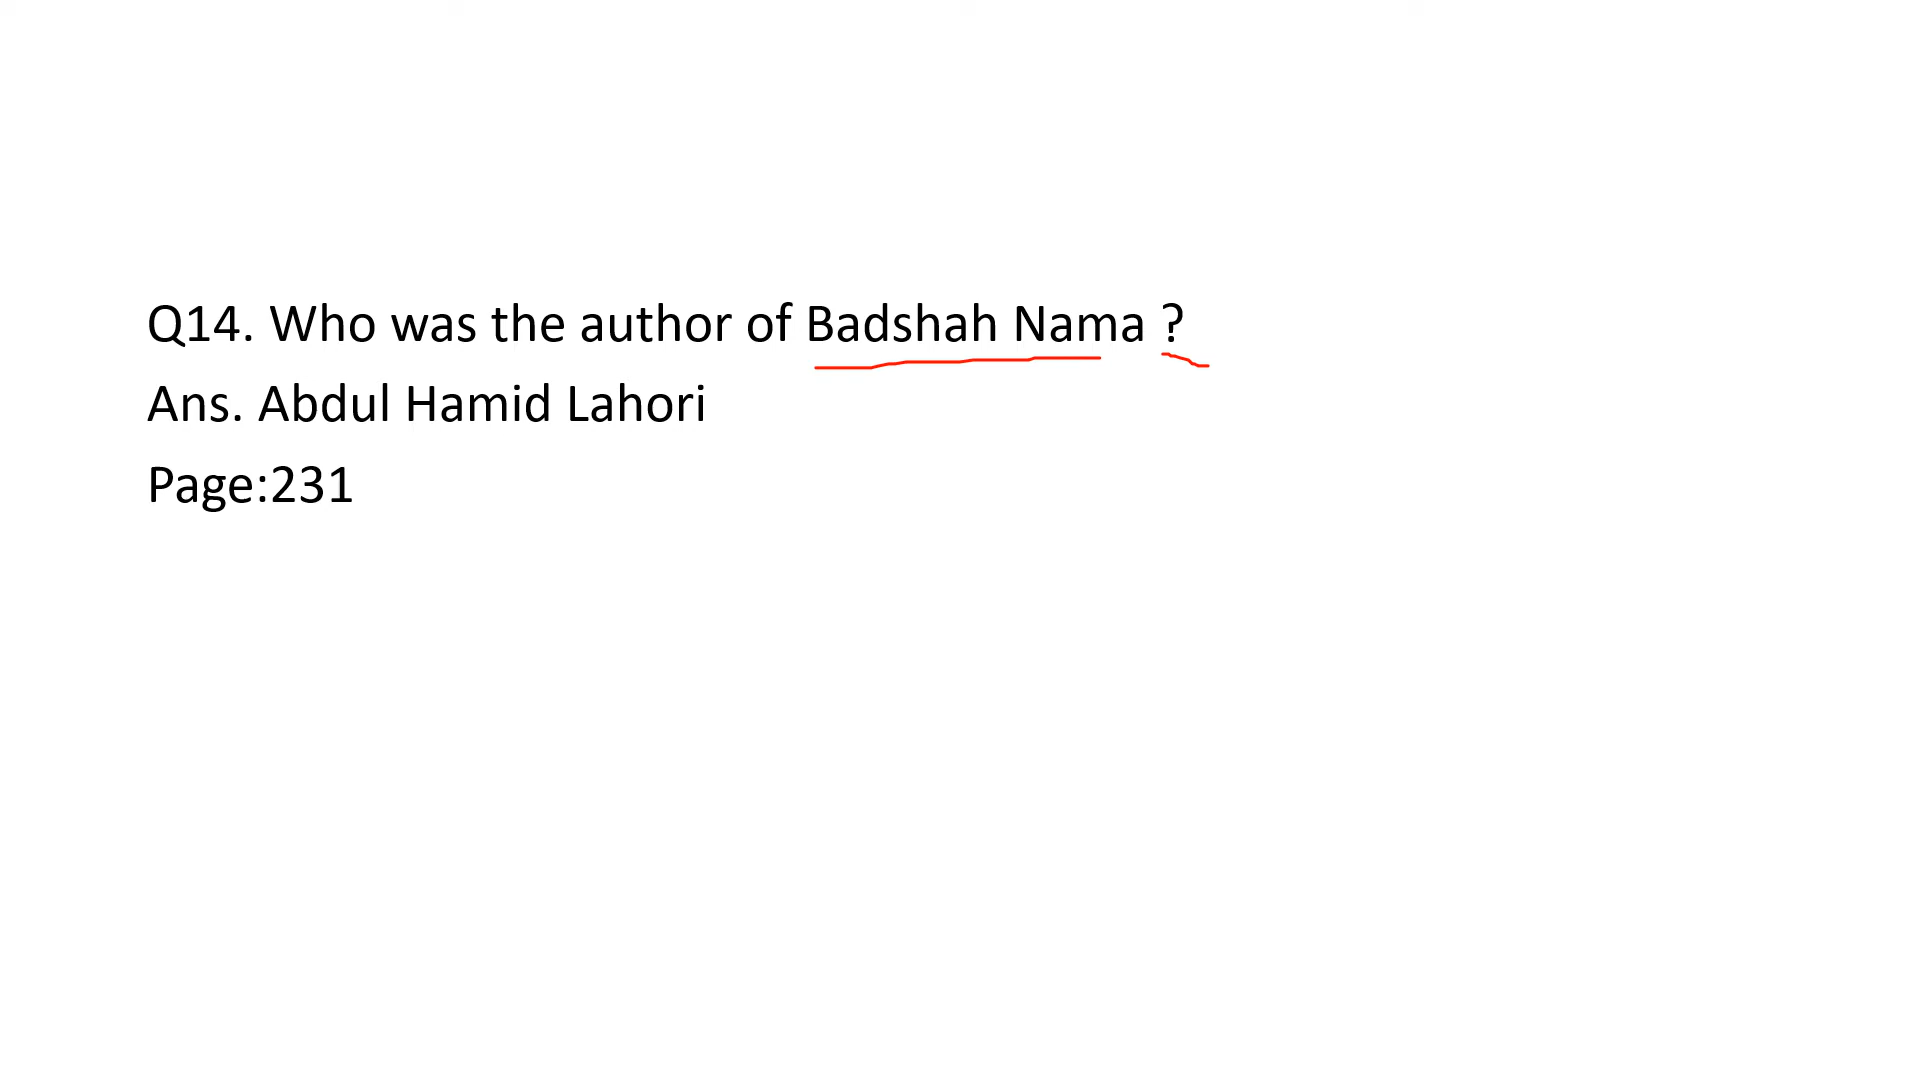 Q14. Who was the author of Badshah Nama ?
Ans. Abdul Hamid Lahori
Page:231